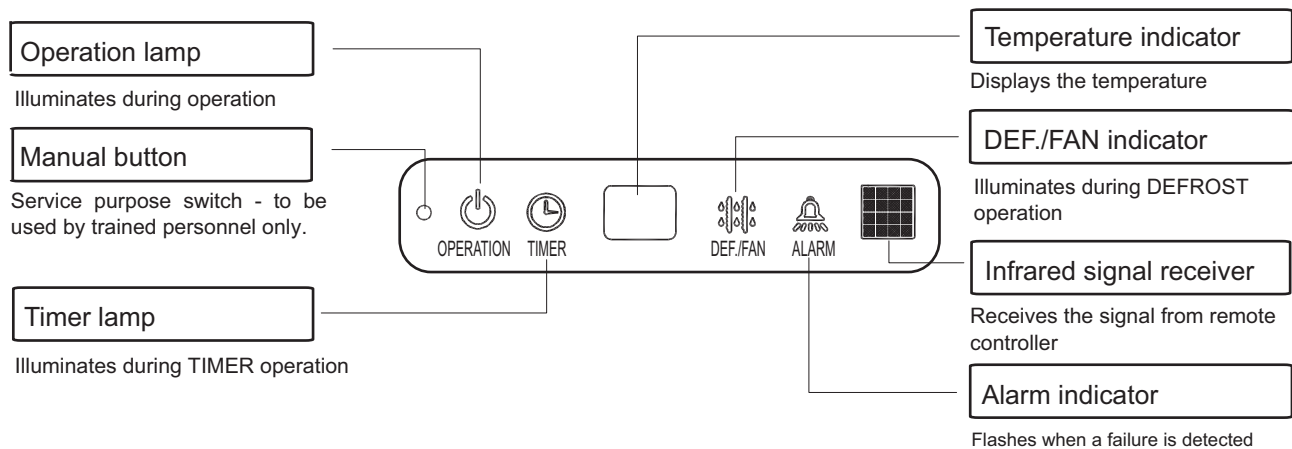 Operation lamp
Illuminates during operation
Manual button
Service purpose switch - to be
used by trained personnel only.
Timer lamp
Illuminates during TIMER operation
OPERATION
TIMER
DEF./FAN
ALARM
Temperature indicator
Displays the temperature
DEF./FAN indicator
Illuminates during DEFROST
operation
Infrared signal receiver
Receives the signal from remote
controller
Alarm indicator
Flashes when a failure is detected